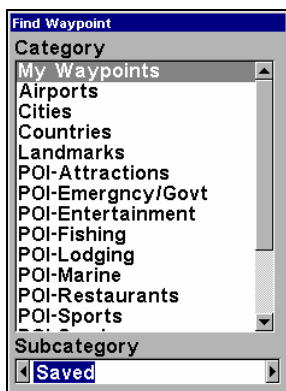 Find Waypoint
Category
My Waypoints
Airports
Cities
Countries
Landmarks
POI-Attractions
POI-Emergncy/Govt
POI-Entertainment
POI-Fishing
POI-Lodging
POI-Marine
POI-Restaurants
POI-Sports
Subcategory
Saved